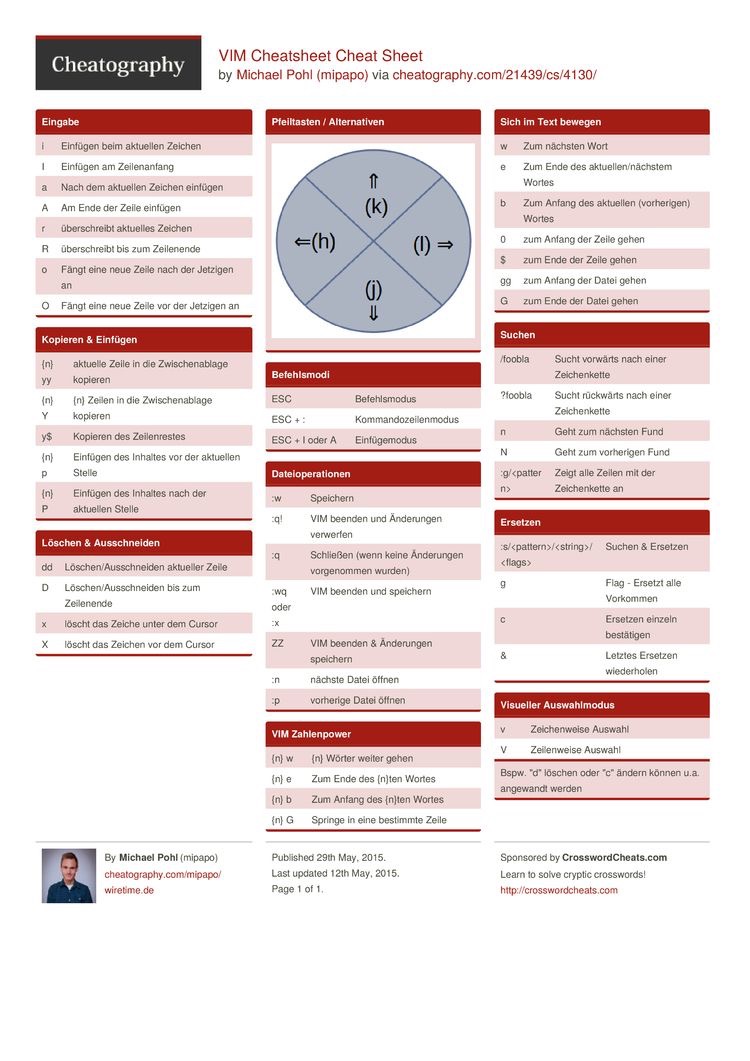 Cheatography
VIM Cheatsheet Cheat Sheet
by Michael Pohl (mipapo) via cheatography.com/21439/cs/4130/
Eingabe
i Einfügen beim aktuellen Zeichen
I Einfügen am Zeilenanfang
a Nach dem aktuellen Zeichen einfügen
A Am Ende der Zeile einfügen
r überschreibt aktuelles Zeichen
R überschreibt bis zum Zeilenende
o Fängt eine neue Zeile nach der Jetzigen
an
O Fängt eine neue Zeile vor der Jetzigen an
Kopieren & Einfügen
{n} aktuelle Zeile in die Zwischenablage
yy kopieren
{n} {n} Zeilen in die Zwischenablage
Y kopieren
y$ Kopieren des Zeilenrestes
{n} Einfügen des Inhaltes vor der aktuellen
p Stelle
{n} Einfügen des Inhaltes nach der
P aktuellen Stelle
Löschen & Ausschneiden
dd Löschen/Ausschneiden aktueller Zeile
D Löschen/Ausschneiden bis zum
Zeilenende
x löscht das Zeiche unter dem Cursor
X löscht das Zeichen vor dem Cursor
Pfeiltasten / Alternativen
⇑
(k)
⇐(h) (l) ⇒
(j)
⇓
Befehlsmodi
ESC Befehlsmodus
ESC + : Kommandozeilenmodus
ESC + I oder A Einfügemodus
Dateioperationen
:w Speichern
:q! VIM beenden und Änderungen
verwerfen
:q Schließen (wenn keine Änderungen
vorgenommen wurden)
:wq VIM beenden und speichern
oder
:x
ZZ VIM beenden & Änderungen
speichern
:n nächste Datei öffnen
:p vorherige Datei öffnen
VIM Zahlenpower
{n} w {n} Wörter weiter gehen
{n} e Zum Ende des {n}ten Wortes
{n} b Zum Anfang des {n}ten Wortes
{n} G Springe in eine bestimmte Zeile
Sich im Text bewegen
w Zum nächsten Wort
e Zum Ende des aktuellen/nächstem
Wortes
b Zum Anfang des aktuellen (vorherigen)
Wortes
0 zum Anfang der Zeile gehen
$ zum Ende der Zeile gehen
gg zum Anfang der Datei gehen
G zum Ende der Datei gehen
Suchen
/foobla Sucht vorwärts nach einer
Zeichenkette
?foobla Sucht rückwärts nach einer
Zeichenkette
n Geht zum nächsten Fund
N Geht zum vorherigen Fund
:g/<patter Zeigt alle Zeilen mit der
n> Zeichenkette an
Ersetzen
:s/<pattern>/<string>/ Suchen & Ersetzen
<flags>
g Flag - Ersetzt alle
Vorkommen
c Ersetzen einzeln
bestätigen
& Letztes Ersetzen
wiederholen
Visueller Auswahlmodus
v Zeichenweise Auswahl
V Zeilenweise Auswahl
Bspw. "d" löschen oder "c" ändern können u.a.
angewandt werden
By Michael Pohl (mipapo)
cheatography.com/mipapo/
wiretime.de
Published 29th May, 2015.
Last updated 12th May, 2015.
Page 1 of 1.
Sponsored by CrosswordCheats.com
Learn to solve cryptic crosswords!
http://crosswordcheats.com